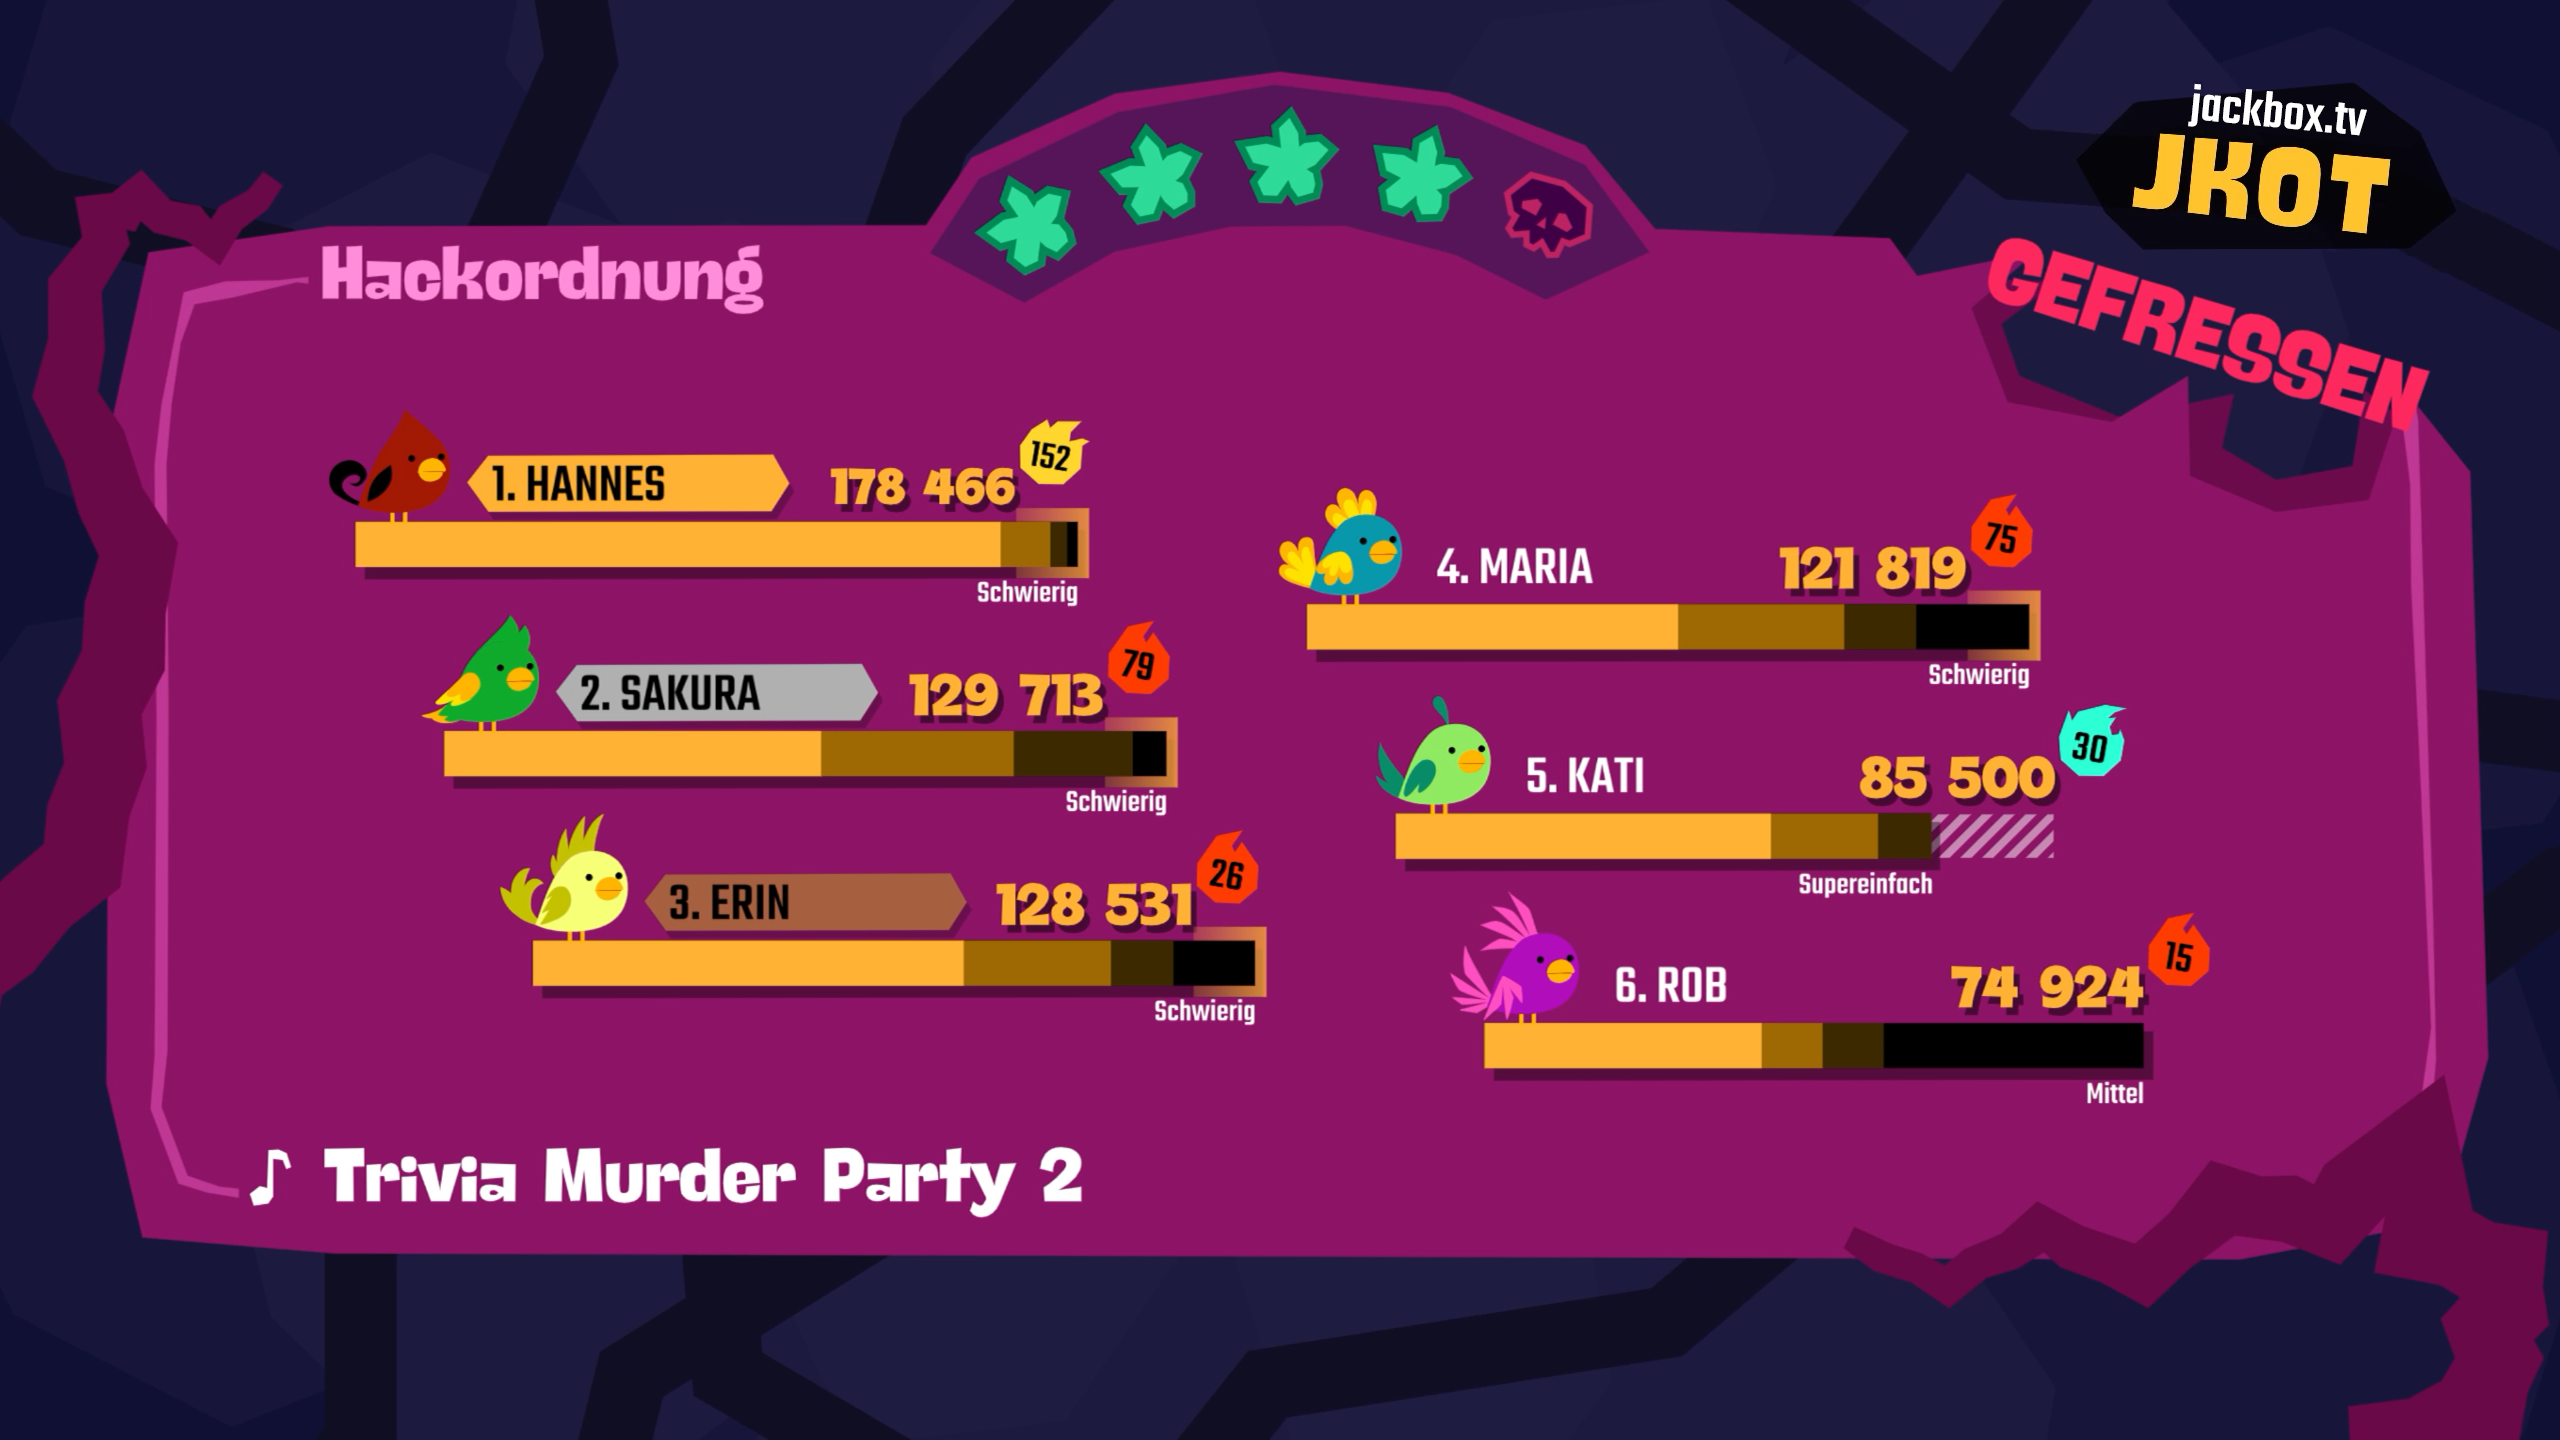 jackbox.tv
JKOT
Hackordnung
GEFRESSEN
1. HANNES 178 466 152
Schwierig
2. SAKURA 129 713 79
Schwierig
3. ERIN 128 531 26
Schwierig
4. MARIA 121 819 75
Schwierig
5. KATI 85 500 30
Supereinfach
6. ROB 74 924 15
Mittel
♪ Trivia Murder Party 2